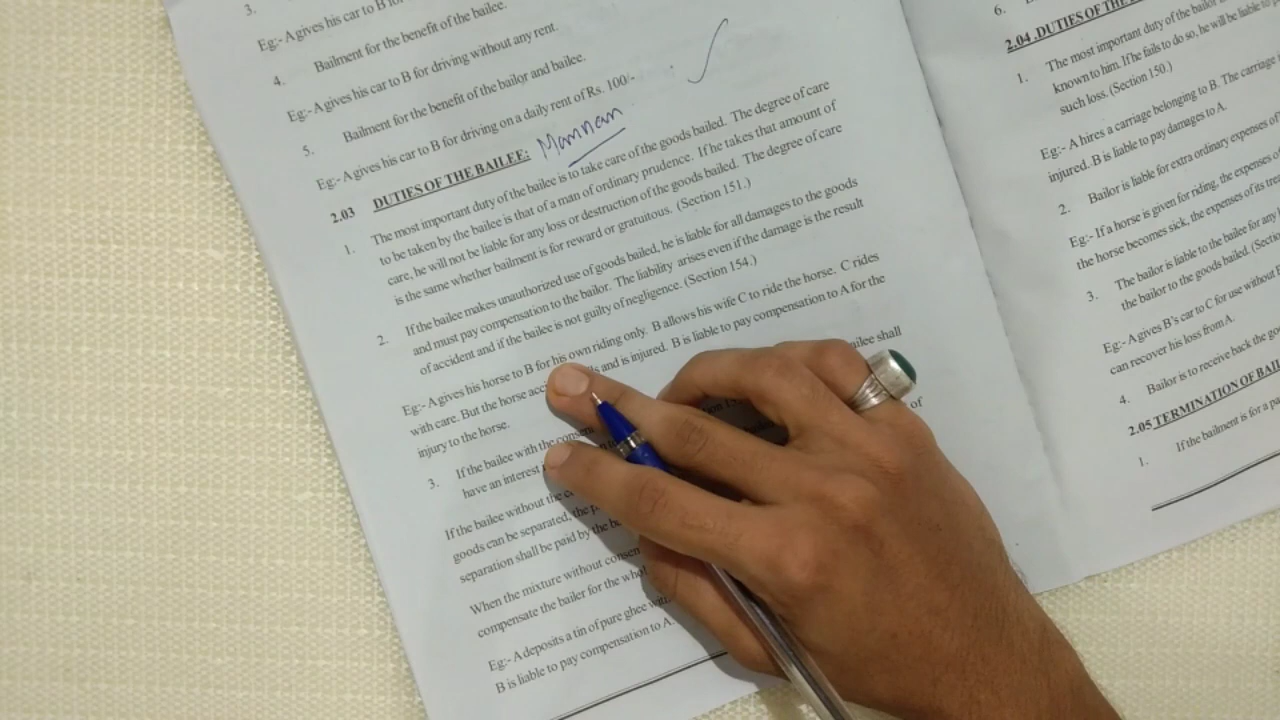 3.
Eg:- A gives his car to B for
4. Bailment for the benefit of the bailee.
Eg:- A gives his car to B for driving without any rent.
5. Bailment for the benefit of the bailor and bailee.
Eg:- A gives his car to B for driving on a daily rent of Rs. 100/-
2.03 DUTIES OF THE BAILEE: Mannan
1. The most important duty of the bailee is to take care of the goods bailed. The degree of care
to be taken by the bailee is that of a man of ordinary prudence. If he takes that amount of
care, he will not be liable for any loss or destruction of the goods bailed. The degree of care
is the same whether bailment is for reward or gratuitous. (Section 151.)
2. If the bailee makes unauthorized use of goods bailed, he is liable for all damages to the goods
and must pay compensation to the bailor. The liability arises even if the damage is the result
of accident and if the bailee is not guilty of negligence. (Section 154.)
Eg:- A gives his horse to B for his own riding only. B allows his wife C to ride the horse. C rides
with care. But the horse and is injured. B is liable to pay compensation to A for the
injury to the horse.
3. If the bailee with the shall
have an interest of
If the bailee without the
goods can be separated, the
separation shall be paid by the
When the mixture without
compensate the bailer for the
Eg:- A deposits a tin of pure ghee
B is liable to pay compensation to A.
6.
2.04 .DUTIES OF THE
1. The most important duty of the bailor
known to him. If he fails to do so, he will be liable to
such loss. (Section 150.)
Eg:- A hires a carriage belonging to B. The carriage
injured. B is liable to pay damages to A.
2. Bailor is liable for extra ordinary expenses of
Eg:- If a horse is given for riding, the expenses of
the horse becomes sick, the expenses of its
3. The bailor is liable to the bailee for any
the bailor to the goods bailed.
Eg:- A gives B's car to C for use without
can recover his loss from A.
4. Bailor is to receive back the
2.05 TERMINATION OF
1. If the bailment is for a